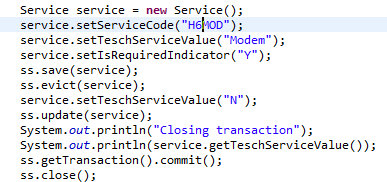 Service service = new Service();
service.setServiceCode("H6MOD");
service.setTeschServiceValue("Modem");
service.setIsRequiredIndicator("Y");
ss.save(service);
ss.evict(service);
service.setTeschServiceValue("N");
ss.update(service);
System.out.println("Closing transaction");
System.out.println(service.getTeschServiceValue());
ss.getTransaction().commit();
ss.close();